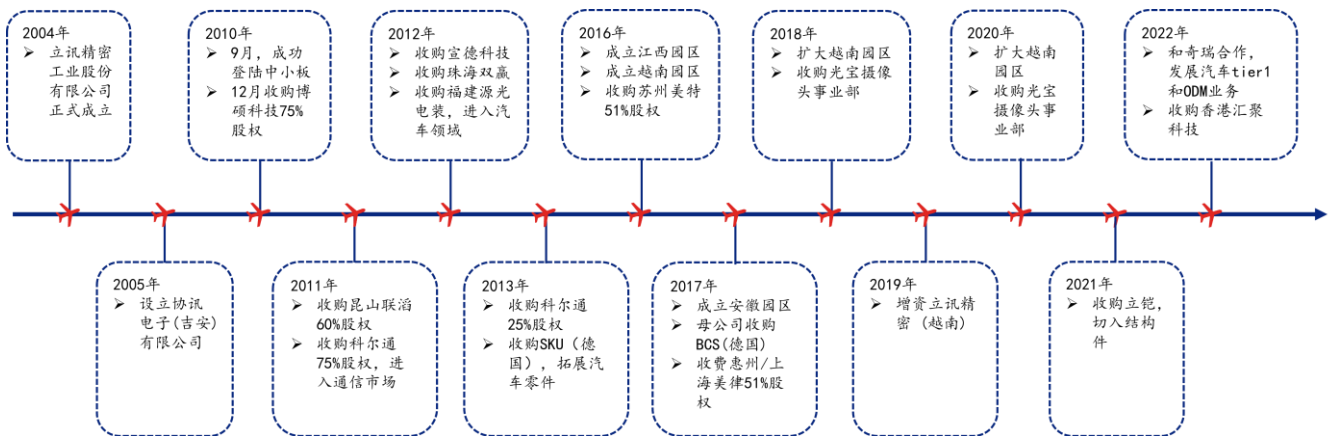 2004年
➢ 立讯精密
工业股份
有限公司
正式成立
2010年
➢ 9月，成功
登陆中小板
➢ 12月收购博
硕科技75%
股权
2012年
➢ 收购宣德科技
➢ 收购珠海双赢
➢ 收购福建源光
电装，进入汽
车领域
2016年
➢ 成立江西园区
➢ 成立越南园区
➢ 收购苏州美特
51%股权
2018年
➢ 扩大越南园区
➢ 收购光宝摄像
头事业部
2020年
➢ 扩大越南
园区
➢ 收购光宝
摄像头事
业部
2022年
➢ 和奇瑞合作，
发展汽车tier1
和ODM业务
➢ 收购香港汇聚
科技
2005年
➢ 设立协讯
电子(吉安)
有限公司
2011年
➢ 收购昆山联滔
60%股权
➢ 收购科尔通
75%股权，进
入通信市场
2013年
➢ 收购科尔通
25%股权
➢ 收购SKU（德
国），拓展汽
车零件
2017年
➢ 成立安徽园区
➢ 母公司收购
BCS(德国)
➢ 收费惠州/上
海美律51%股
权
2019年
➢ 增资立讯精
密（越南）
2021年
➢ 收购立铠，
切入结构
件